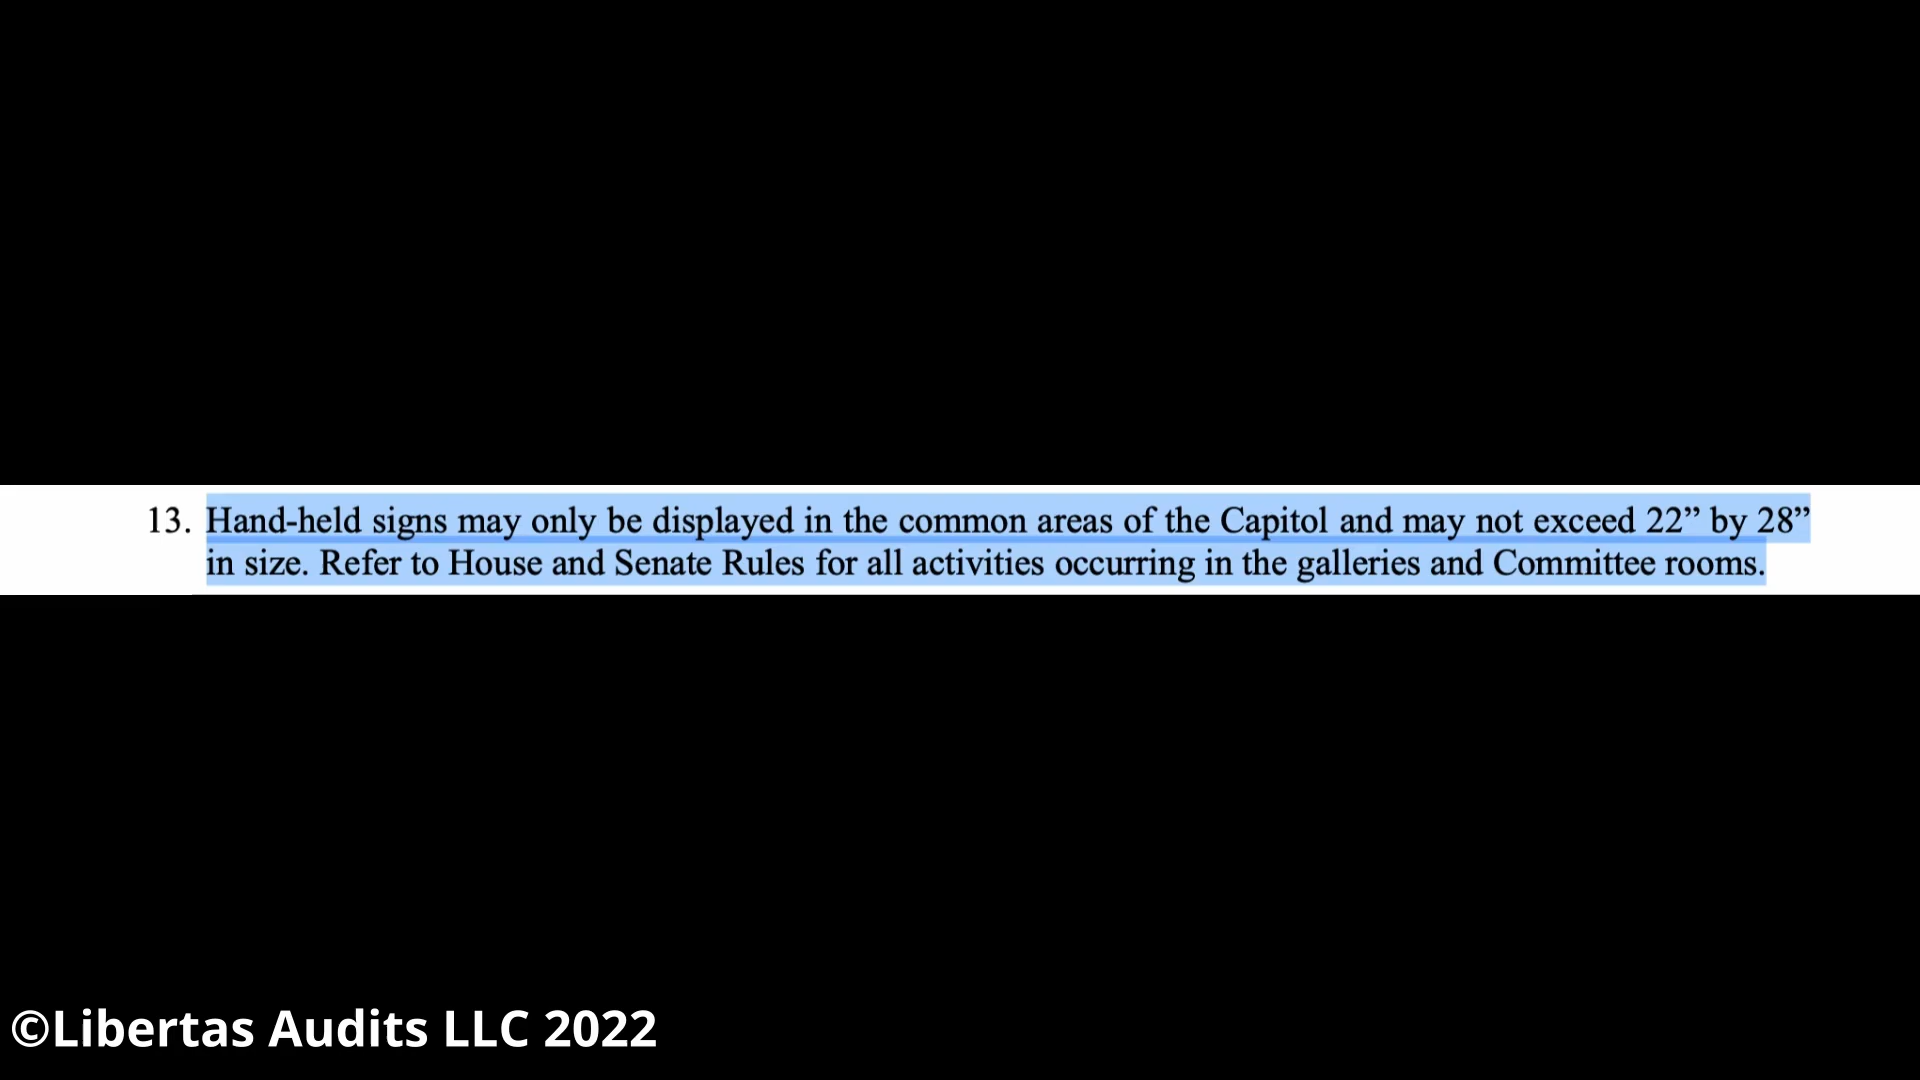 13. Hand-held signs may only be displayed in the common areas of the Capitol and may not exceed 22” by 28”
in size. Refer to House and Senate Rules for all activities occurring in the galleries and Committee rooms.
©Libertas Audits LLC 2022